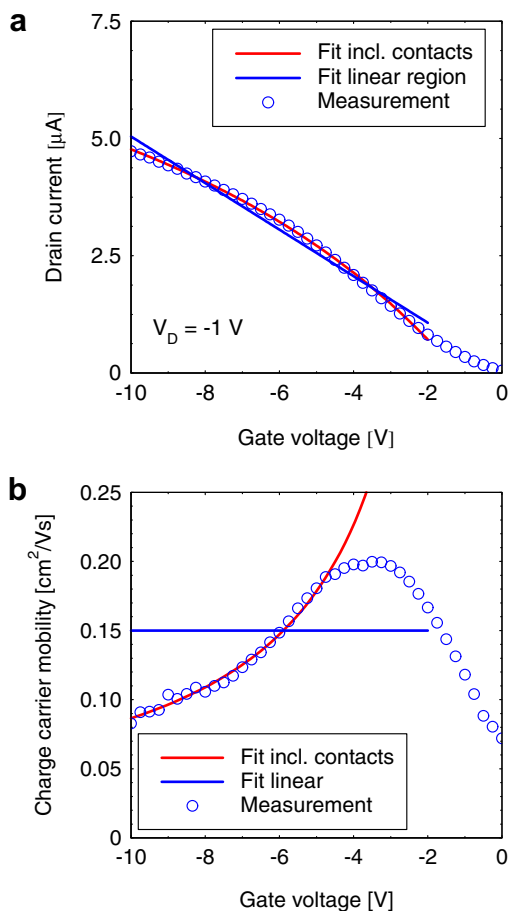 a
7.5
5.0
2.5
0
Drain current [μA]
Fit incl. contacts
Fit linear region
Measurement
V_D = -1 V
-10 -8 -6 -4 -2 0
Gate voltage [V]
b
0.25
0.20
0.15
0.10
0.05
0
Charge carrier mobility [cm²/Vs]
Fit incl. contacts
Fit linear
Measurement
-10 -8 -6 -4 -2 0
Gate voltage [V]